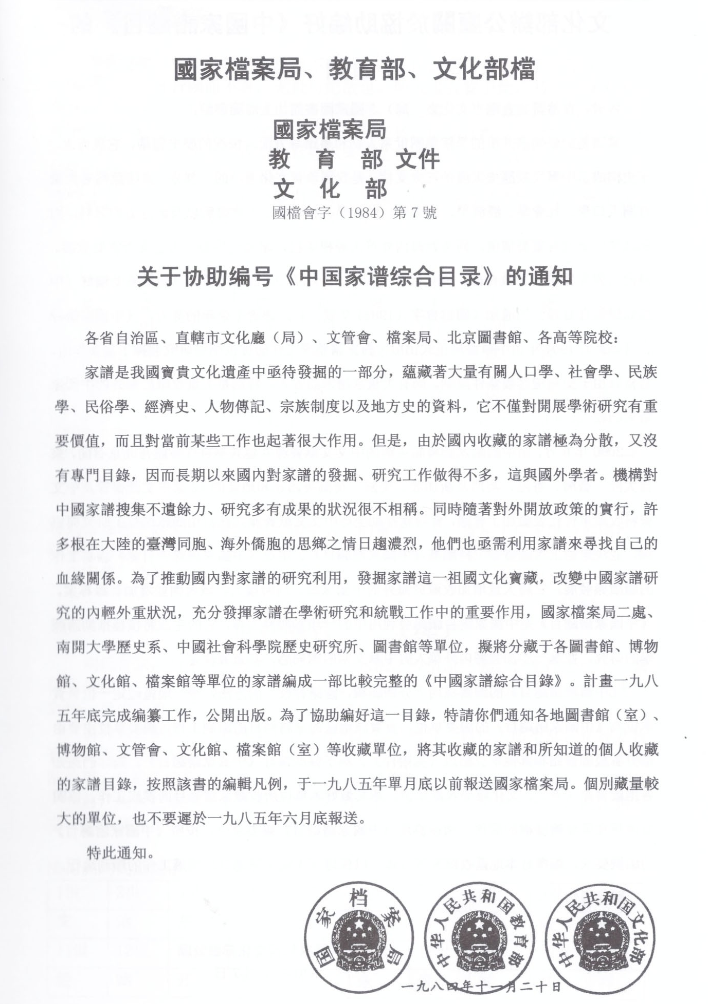 國家檔案局、教育部、文化部檔
國家檔案局
教育部 文件
文化部
國檔會字（1984）第7號
关于协助编号《中国家谱综合目录》的通知
各省自治區、直轄市文化廳（局）、文管會、檔案局、北京圖書館、各高等院校：
家譜是我國寶貴文化遺產中亟待發掘的一部分，蘊藏著大量有關人口學、社會學、民族
學、民俗學、經濟史、人物傳記、宗族制度以及地方史的資料，它不僅對開展學術研究有重
要價值，而且對當前某些工作也起著很大作用。但是，由於國內收藏的家譜極為分散，又沒
有專門目錄，因而長期以來國內對家譜的發掘、研究工作做得不多，這與國外學者。機構對
中國家譜搜集不遺餘力、研究多有成果的狀況很不相稱。同時隨著對外開放政策的實行，許
多根在大陸的臺灣同胞、海外僑胞的思鄉之情日趨濃烈，他們也亟需利用家譜來尋找自己的
血緣關係。為了推動國內對家譜的研究利用，發掘家譜這一祖國文化寶藏，改變中國家譜研
究的內輕外重狀況，充分發揮家譜在學術研究和統戰工作中的重要作用，國家檔案局二處、
南開大學歷史系、中國社會科學院歷史研究所、圖書館等單位，擬將分藏于各圖書館、博物
館、文化館、檔案館等單位的家譜編成一部比較完整的《中國家譜綜合目錄》。計畫一九八
五年底完成編纂工作，公開出版。為了協助編好這一目錄，特請你們通知各地圖書館（室）、
博物館、文管會、文化館、檔案館（室）等收藏單位，將其收藏的家譜和所知道的個人收藏
的家譜目錄，按照該書的編輯凡例，于一九八五年單月底以前報送國家檔案局。個別藏量較
大的單位，也不要遲於一九八五年六月底報送。
特此通知。
国家档案局
中华人民共和国教育部
中华人民共和国文化部
一九八四年十一月二十日